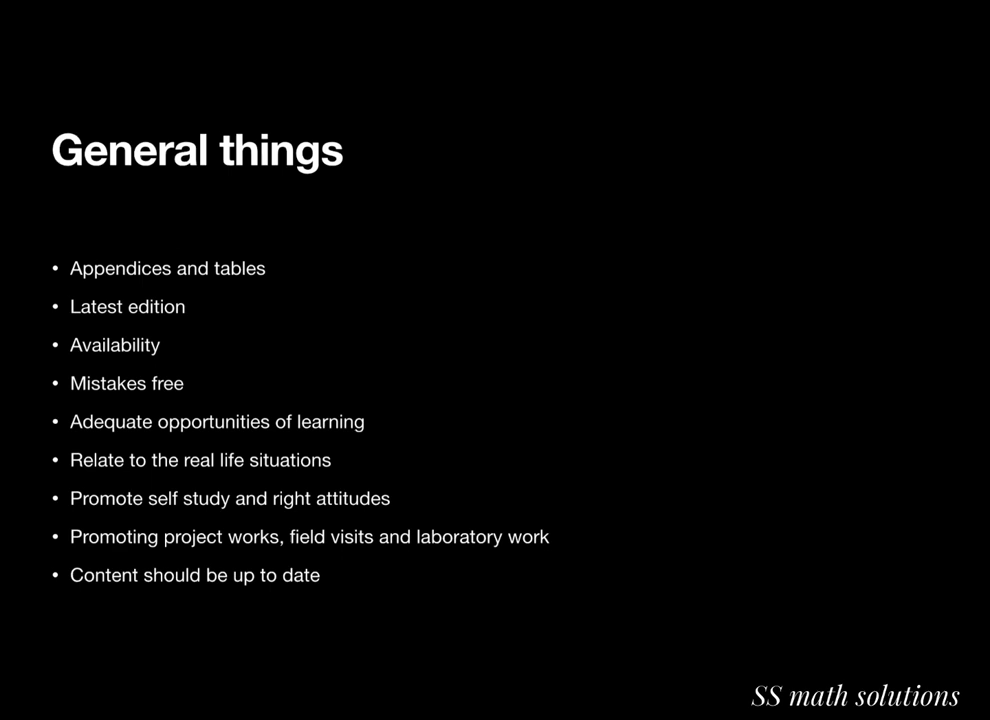 General things
• Appendices and tables
• Latest edition
• Availability
• Mistakes free
• Adequate opportunities of learning
• Relate to the real life situations
• Promote self study and right attitudes
• Promoting project works, field visits and laboratory work
• Content should be up to date
SS math solutions